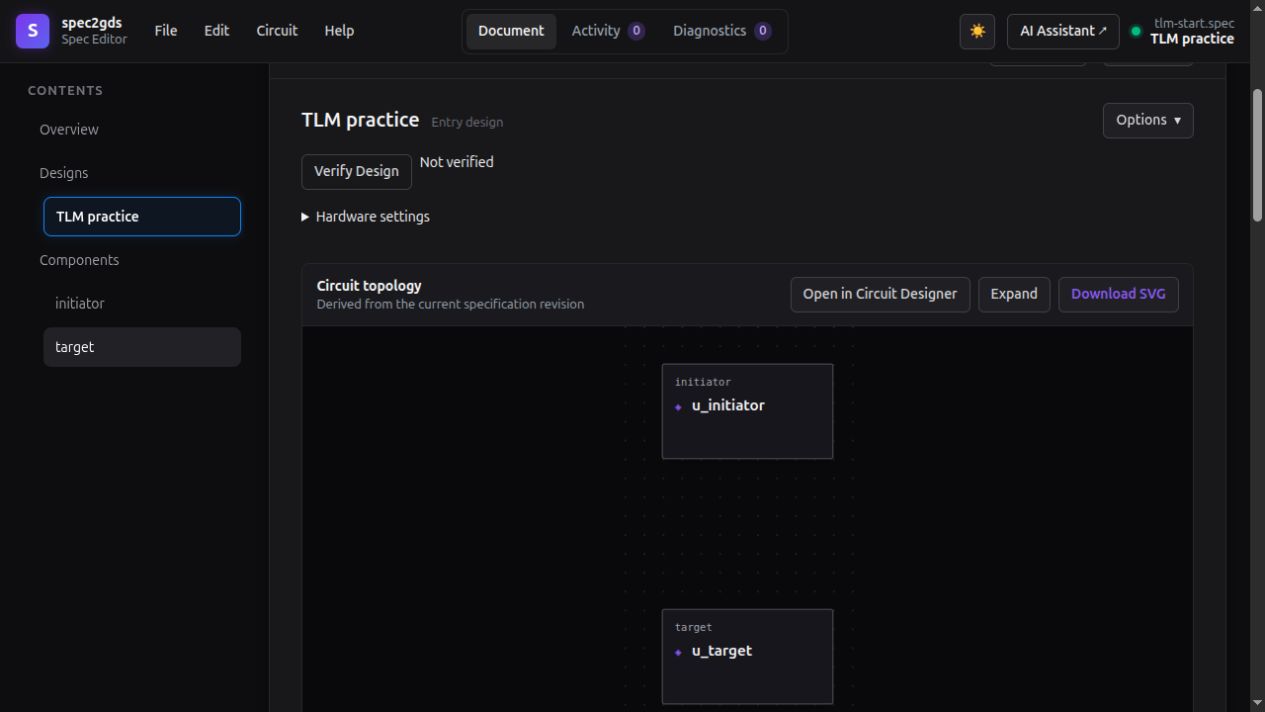 S
spec2gds
Spec Editor
File
Edit
Circuit
Help
Document
Activity 0
Diagnostics 0
AI Assistant ↗
tlm-start.spec
TLM practice
CONTENTS
Overview
Designs
TLM practice
Components
initiator
target
TLM practice Entry design
Options ▾
Verify Design
Not verified
Hardware settings
Circuit topology
Derived from the current specification revision
Open in Circuit Designer
Expand
Download SVG
initiator
u_initiator
target
u_target